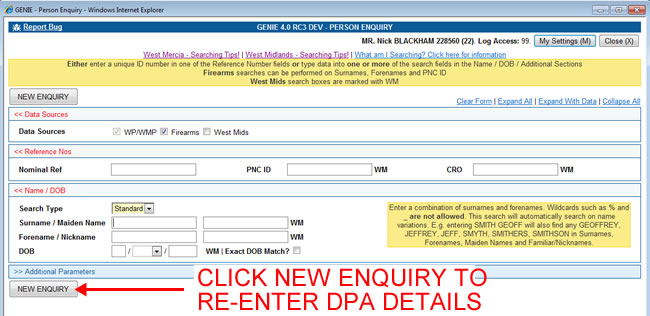 GENIE - Person Enquiry - Windows Internet Explorer
Report Bug GENIE 4.0 RC3 DEV - PERSON ENQUIRY
MR. Nick BLACKHAM 228560 (22). Log Access: 99. My Settings (M) Close (X)
West Mercia - Searching Tips! | West Midlands - Searching Tips! | What am I Searching? Click here for information
Either enter a unique ID number in one of the Reference Number fields or type data into one or more of the search fields in the Name / DOB / Additional Sections
Firearms searches can be performed on Surnames, Forenames and PNC ID
West Mids search boxes are marked with WM
NEW ENQUIRY
Clear Form | Expand All | Expand With Data | Collapse All
<< Data Sources
Data Sources WP/WMP Firearms West Mids
<< Reference Nos
Nominal Ref PNC ID WM CRO WM
<< Name / DOB
Search Type Standard
Surname / Maiden Name WM
Forename / Nickname WM
DOB / / WM | Exact DOB Match?
Enter a combination of surnames and forenames. Wildcards such as % and
_ are not allowed. This search will automatically search on name
variations. E.g. entering SMITH GEOFF will also find any GEOFFREY,
JEFFREY, JEFF, SMYTH, SMITHERS, SMITHSON in Surnames,
Forenames, Maiden Names and Familiar/Nicknames.
>> Additional Parameters
NEW ENQUIRY
CLICK NEW ENQUIRY TO
RE-ENTER DPA DETAILS